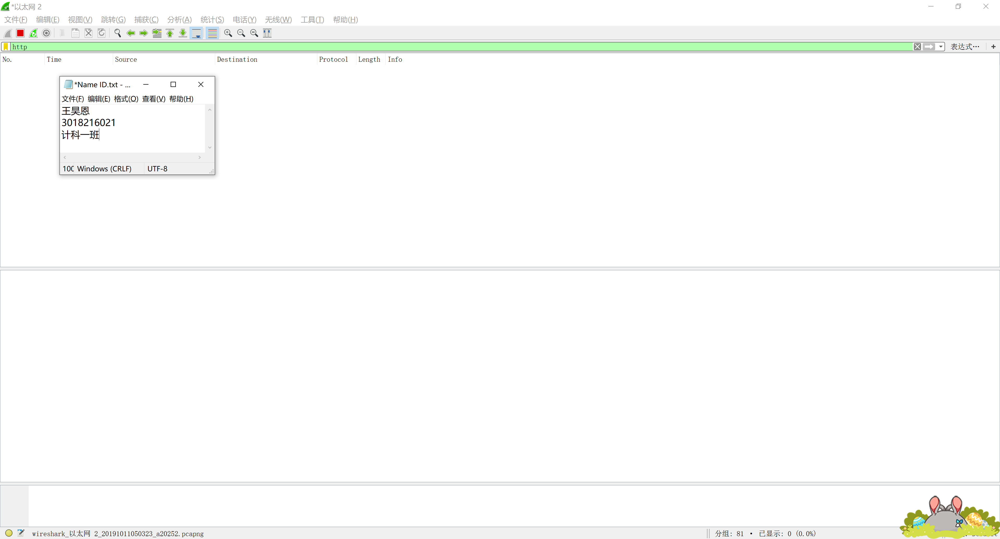 *以太网 2
文件(F) 编辑(E) 视图(V) 跳转(G) 捕获(C) 分析(A) 统计(S) 电话(Y) 无线(W) 工具(T) 帮助(H)
http
表达式… +
No. Time Source Destination Protocol Length Info
*Name ID.txt - ...
文件(F) 编辑(E) 格式(O) 查看(V) 帮助(H)
王昊恩
3018216021
计科一班
100 Windows (CRLF) UTF-8
wireshark_以太网 2_20191011050323_a20252.pcapng
分组: 81 • 已显示: 0 (0.0%)